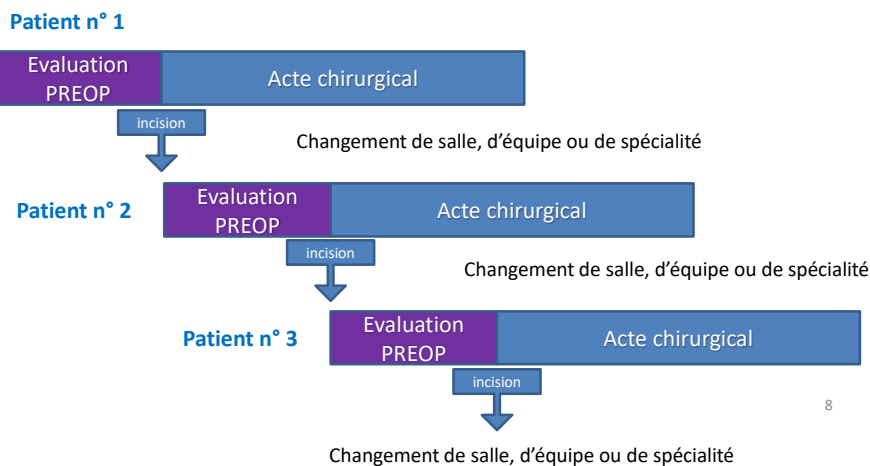 Patient n° 1
Evaluation
PREOP
Acte chirurgical
incision
Changement de salle, d'équipe ou de spécialité
Patient n° 2
Evaluation
PREOP
Acte chirurgical
incision
Changement de salle, d'équipe ou de spécialité
Patient n° 3
Evaluation
PREOP
Acte chirurgical
incision
8
Changement de salle, d'équipe ou de spécialité